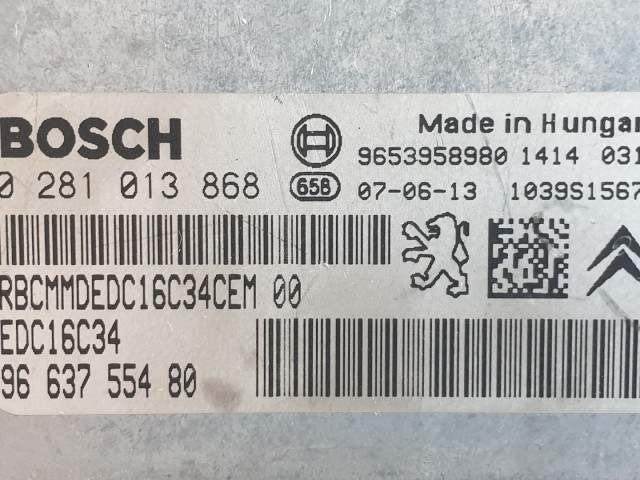 BOSCH
Made in Hungar
9653958980 1414 031
0 281 013 868
658 07-06-13 1039S1567
RBCMMDEDC16C34CEM 00
EDC16C34
96 637 554 80